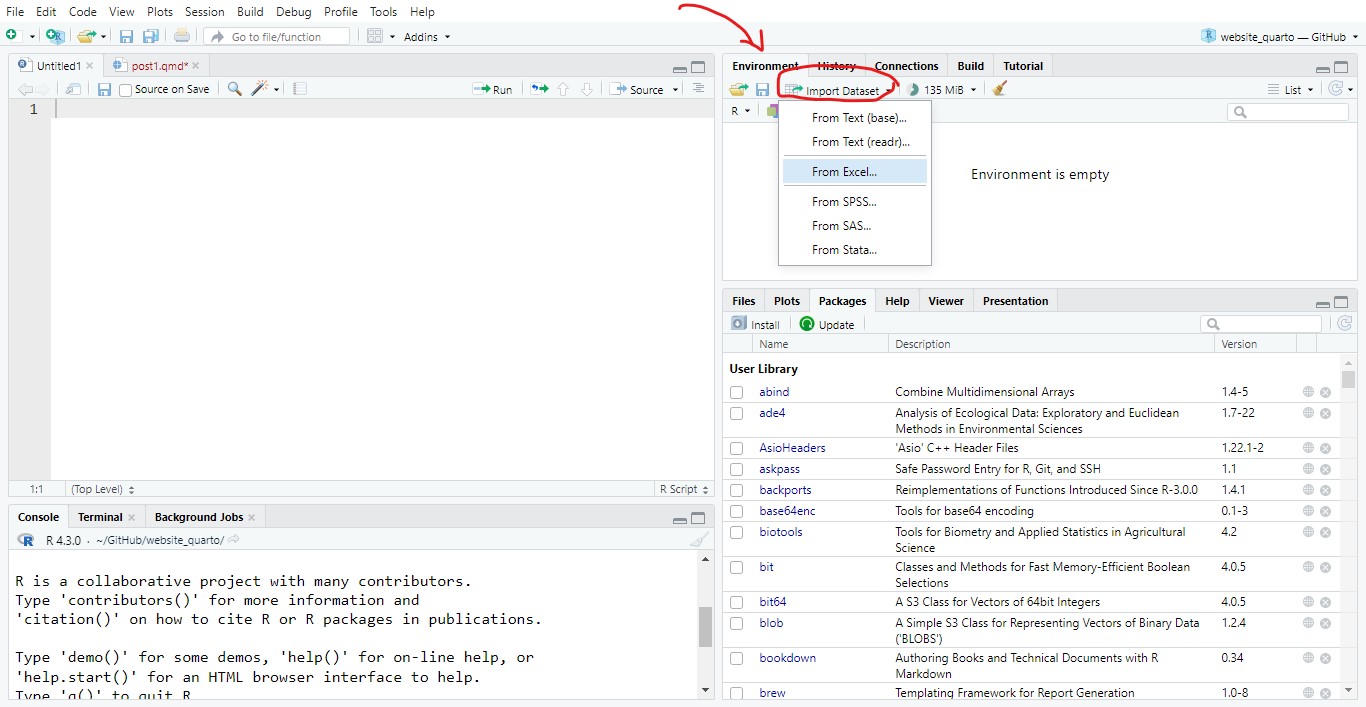 File Edit Code View Plots Session Build Debug Profile Tools Help
Go to file/function Addins website_quarto — GitHub
Untitled1 post1.qmd*
Source on Save Run Source
1
1:1 (Top Level) R Script
Console Terminal Background Jobs
R 4.3.0 · ~/GitHub/website_quarto/
R is a collaborative project with many contributors.
Type 'contributors()' for more information and
'citation()' on how to cite R or R packages in publications.
Type 'demo()' for some demos, 'help()' for on-line help, or
'help.start()' for an HTML browser interface to help.
Type 'q()' to quit R.
Environment History Connections Build Tutorial
Import Dataset 135 MiB List
R
From Text (base)...
From Text (readr)...
From Excel...
From SPSS...
From SAS...
From Stata...
Environment is empty
Files Plots Packages Help Viewer Presentation
Install Update
Name Description Version
User Library
abind Combine Multidimensional Arrays 1.4-5
ade4 Analysis of Ecological Data: Exploratory and Euclidean 1.7-22
Methods in Environmental Sciences
AsioHeaders 'Asio' C++ Header Files 1.22.1-2
askpass Safe Password Entry for R, Git, and SSH 1.1
backports Reimplementations of Functions Introduced Since R-3.0.0 1.4.1
base64enc Tools for base64 encoding 0.1-3
biotools Tools for Biometry and Applied Statistics in Agricultural 4.2
Science
bit Classes and Methods for Fast Memory-Efficient Boolean 4.0.5
Selections
bit64 A S3 Class for Vectors of 64bit Integers 4.0.5
blob A Simple S3 Class for Representing Vectors of Binary Data 1.2.4
('BLOBS')
bookdown Authoring Books and Technical Documents with R 0.34
Markdown
brew Templating Framework for Report Generation 1.0-8